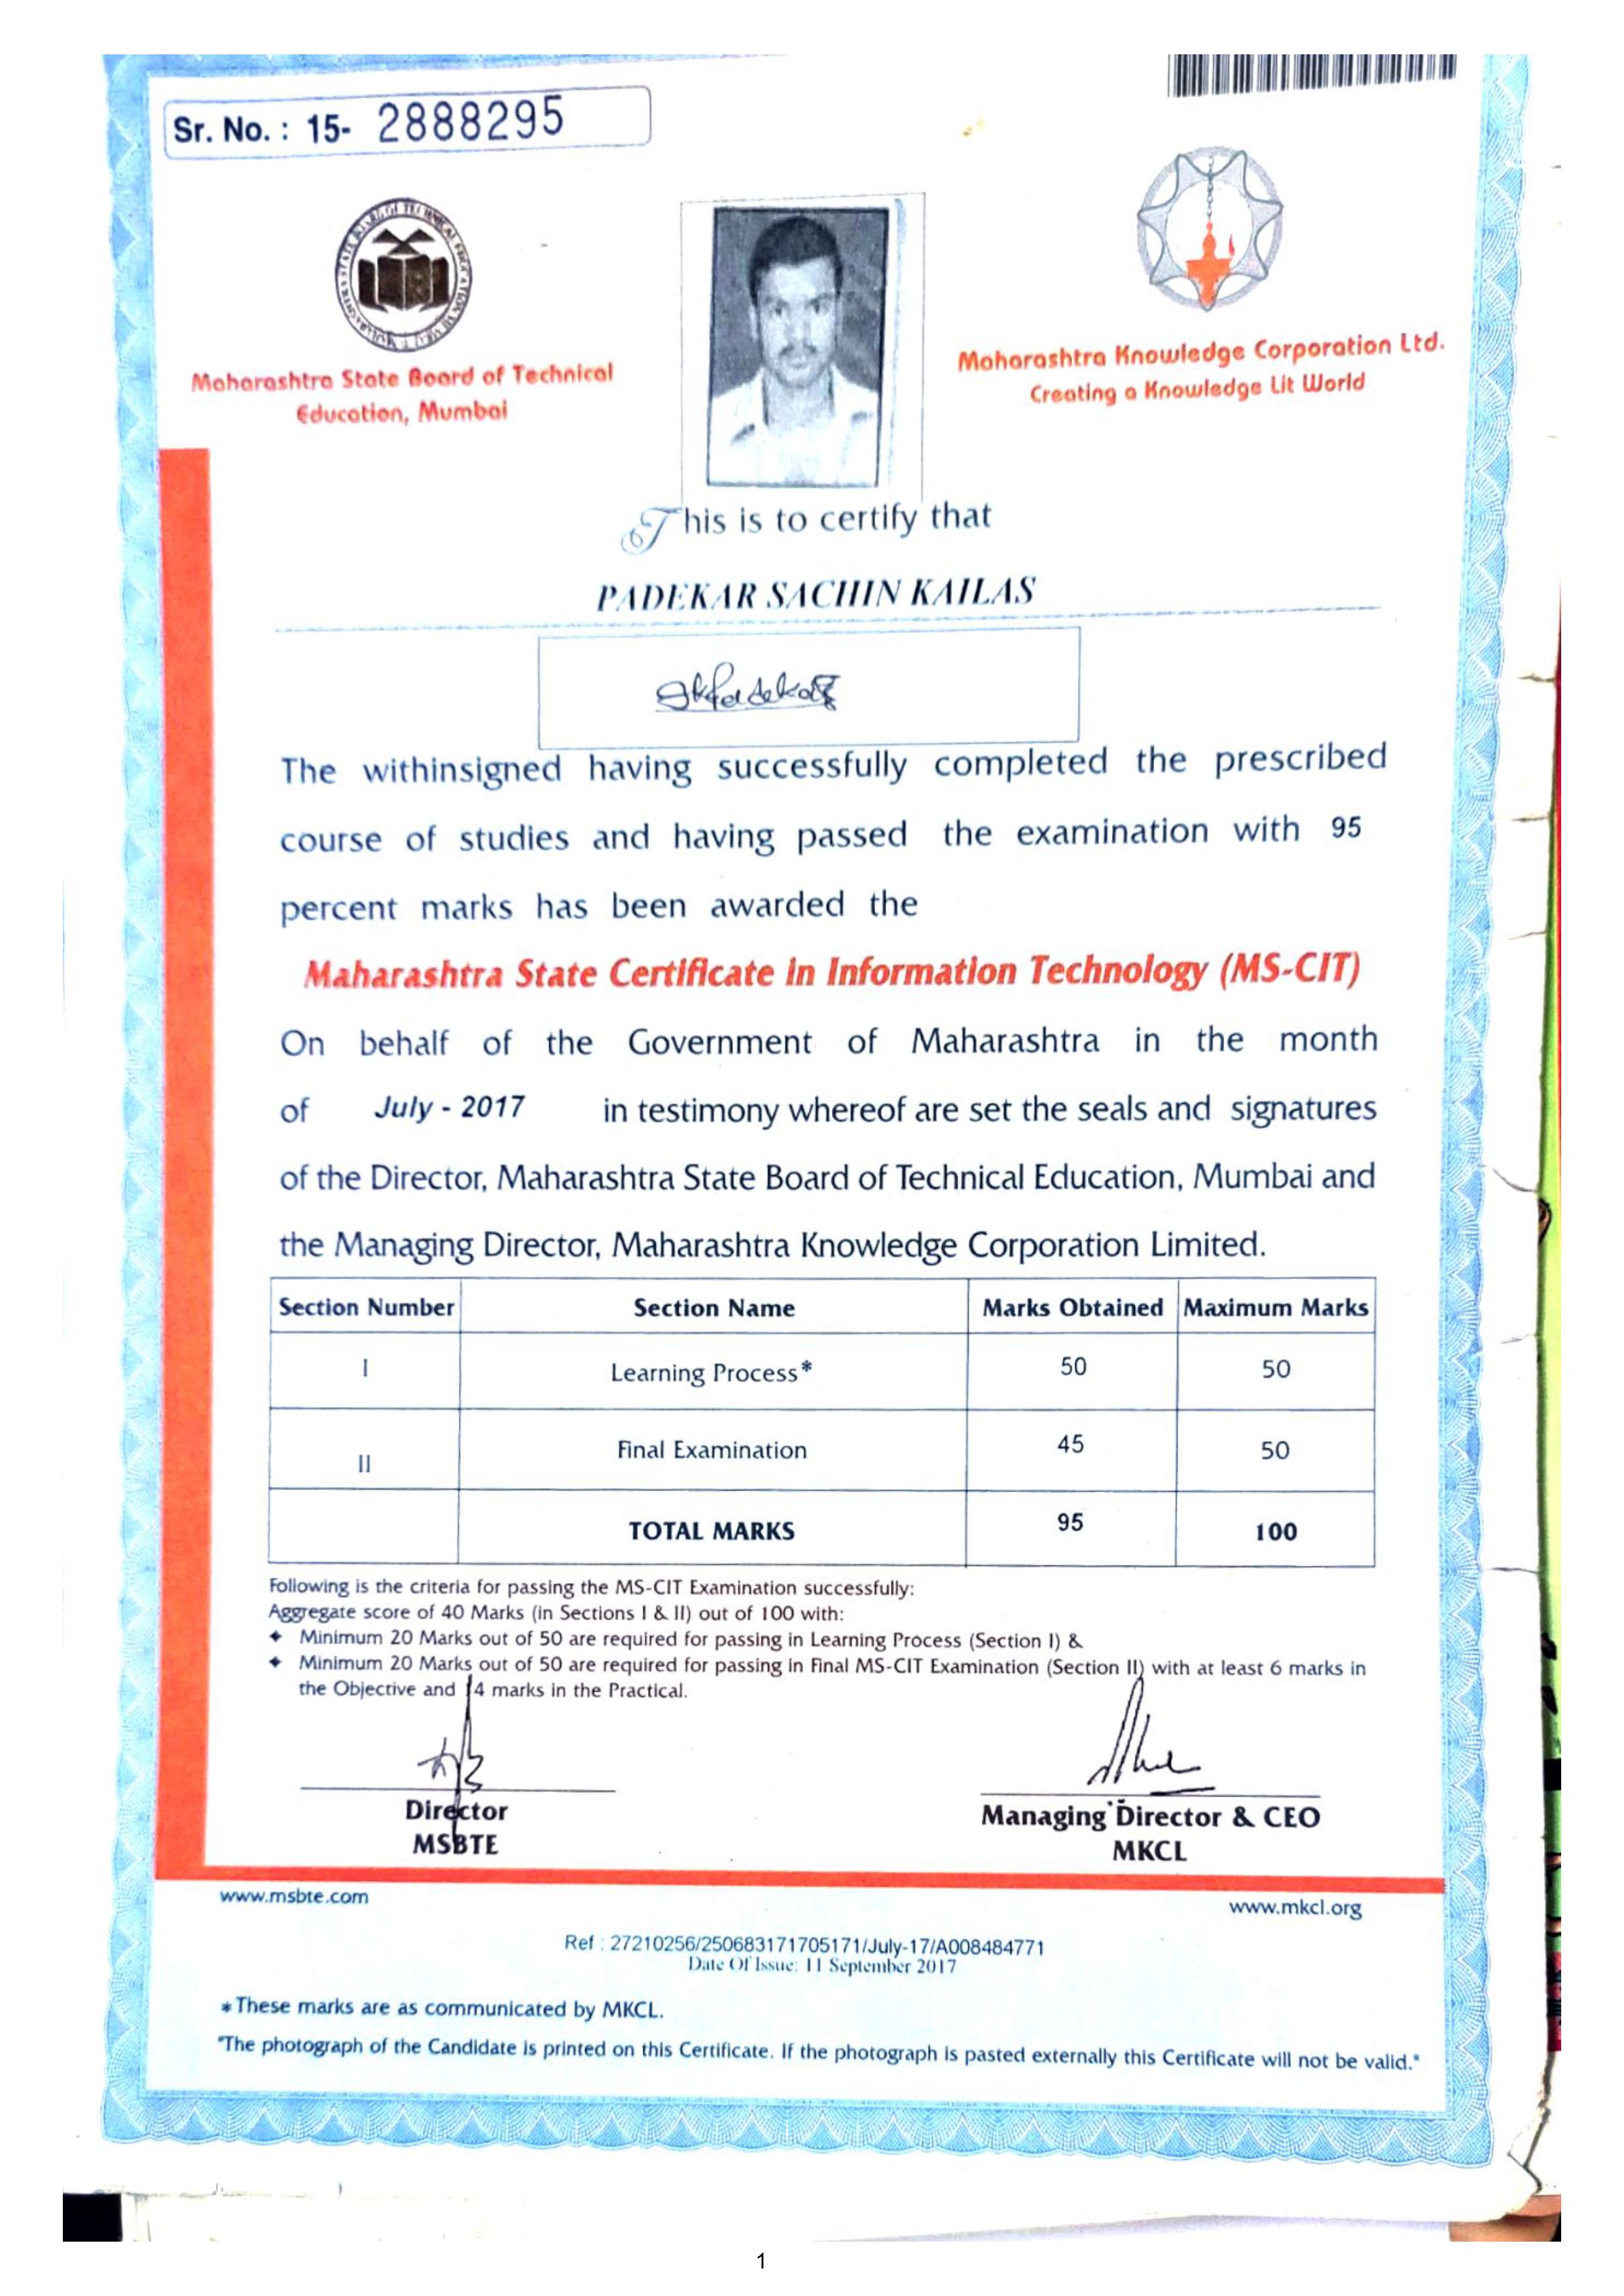 Sr. No. : 15- 2888295
Maharashtra State Board of Technical
Education, Mumbai
Maharashtra Knowledge Corporation Ltd.
Creating a Knowledge Lit World
This is to certify that
PADEKAR SACHIN KAILAS
The withinsigned having successfully completed the prescribed
course of studies and having passed the examination with 95
percent marks has been awarded the
Maharashtra State Certificate in Information Technology (MS-CIT)
On behalf of the Government of Maharashtra in the month
of July - 2017 in testimony whereof are set the seals and signatures
of the Director, Maharashtra State Board of Technical Education, Mumbai and
the Managing Director, Maharashtra Knowledge Corporation Limited.
Section Number Section Name Marks Obtained Maximum Marks
I Learning Process* 50 50
II Final Examination 45 50
TOTAL MARKS 95 100
Following is the criteria for passing the MS-CIT Examination successfully:
Aggregate score of 40 Marks (in Sections I & II) out of 100 with:
✦ Minimum 20 Marks out of 50 are required for passing in Learning Process (Section I) &
✦ Minimum 20 Marks out of 50 are required for passing in Final MS-CIT Examination (Section II) with at least 6 marks in
the Objective and 14 marks in the Practical.
Director
MSBTE
Managing Director & CEO
MKCL
www.msbte.com
www.mkcl.org
Ref : 27210256/250683171705171/July-17/A008484771
Date Of Issue: 11 September 2017
*These marks are as communicated by MKCL.
"The photograph of the Candidate is printed on this Certificate. If the photograph is pasted externally this Certificate will not be valid."
1